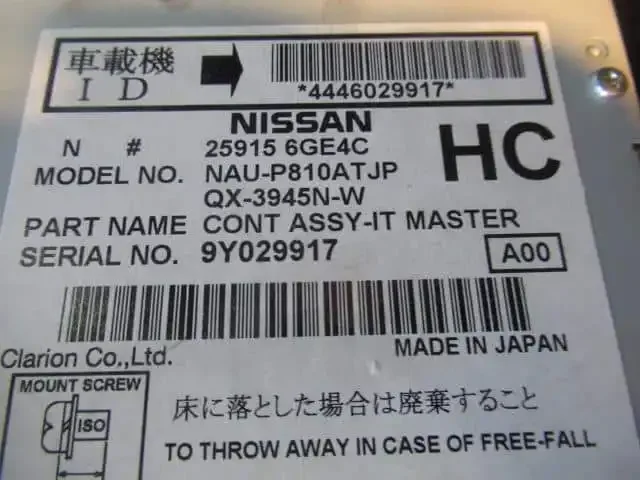 車載機
ID
*4446029917*
NISSAN
N # 25915 6GE4C
HC
MODEL NO. NAU-P810ATJP
QX-3945N-W
PART NAME CONT ASSY-IT MASTER
SERIAL NO. 9Y029917
A00
Clarion Co.,Ltd.
MADE IN JAPAN
MOUNT SCREW
ISO
床に落とした場合は廃棄すること
TO THROW AWAY IN CASE OF FREE-FALL